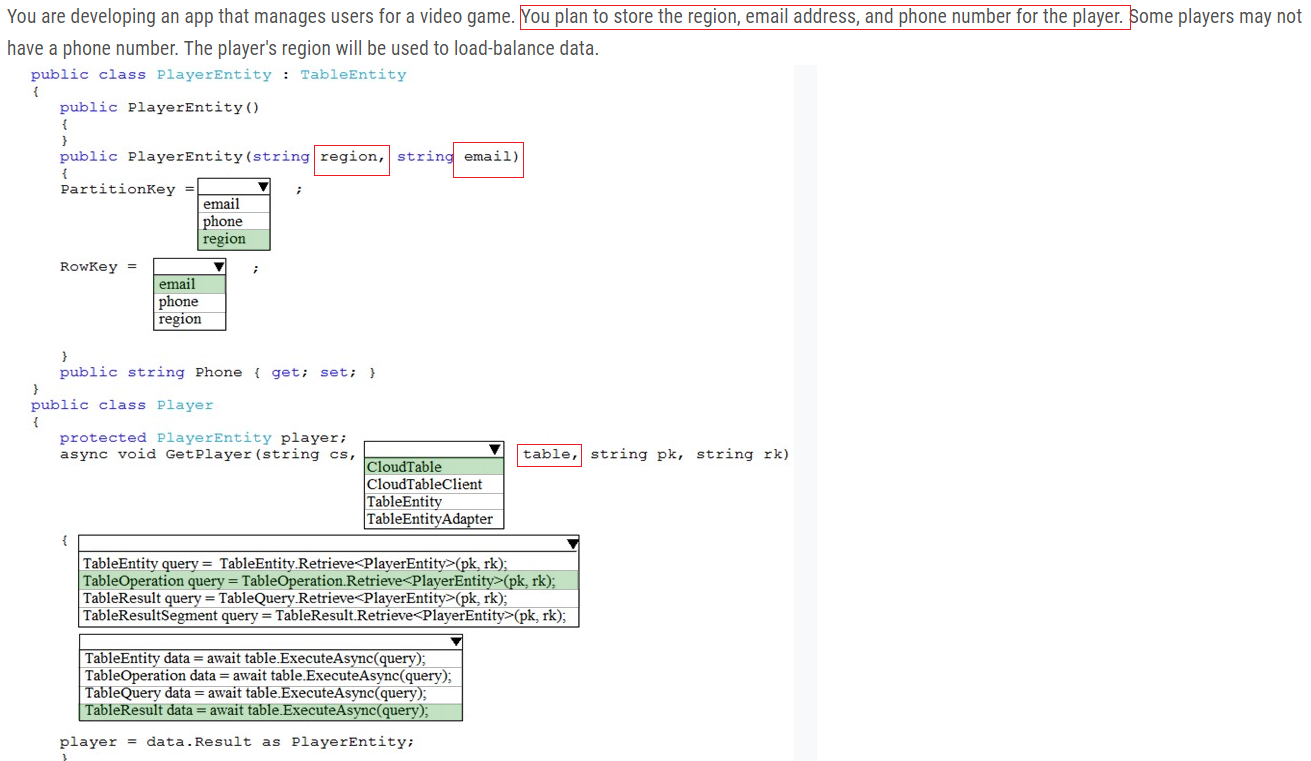 You are developing an app that manages users for a video game. You plan to store the region, email address, and phone number for the player. Some players may not
have a phone number. The player's region will be used to load-balance data.
public class PlayerEntity : TableEntity
{
public PlayerEntity()
{
}
public PlayerEntity(string region, string email)
{
PartitionKey = ;
email
phone
region
RowKey = ;
email
phone
region
}
public string Phone { get; set; }
}
public class Player
{
protected PlayerEntity player;
async void GetPlayer(string cs, table, string pk, string rk)
CloudTable
CloudTableClient
TableEntity
TableEntityAdapter
{
TableEntity query = TableEntity.Retrieve<PlayerEntity>(pk, rk);
TableOperation query = TableOperation.Retrieve<PlayerEntity>(pk, rk);
TableResult query = TableQuery.Retrieve<PlayerEntity>(pk, rk);
TableResultSegment query = TableResult.Retrieve<PlayerEntity>(pk, rk);
TableEntity data = await table.ExecuteAsync(query);
TableOperation data = await table.ExecuteAsync(query);
TableQuery data = await table.ExecuteAsync(query);
TableResult data = await table.ExecuteAsync(query);
player = data.Result as PlayerEntity;
}